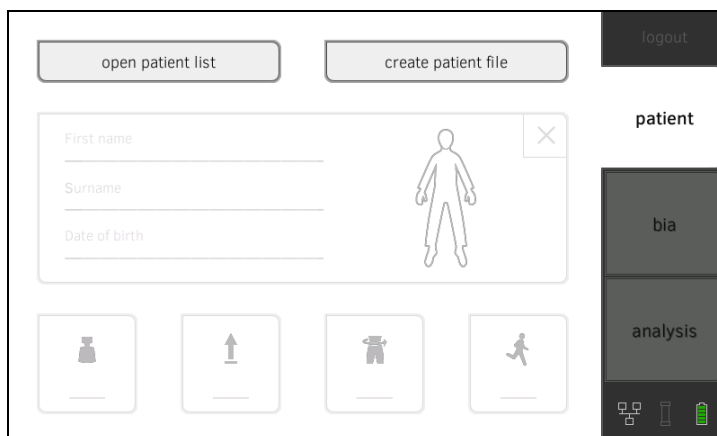 open patient list
create patient file
logout
First name
patient
Surname
Date of birth
bia
analysis